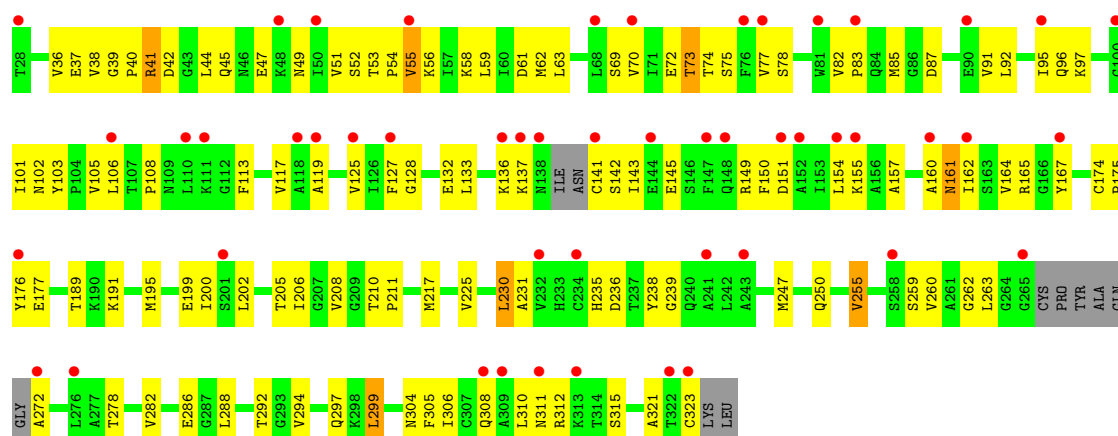 T28 V36 E37 V38 G39 P40 R41 D42 G43 L44 Q45 N46 E47 K48 N49 I50 V51 S52 T53 P54 V55 K56 I57 K58 L59 I60 D61 M62 L63 L68 V70 I71 E72 T73 T74 S75 F76 V77 S78 W81 V82 P83 Q84 M85 G86 D87 E90 V91 L92 I95 Q96 K97 G100
I101 N102 Y103 P104 V105 L106 T107 P108 N109 L110 K111 G112 F113 V117 A118 A119 V125 I126 F127 G128 E132 L133 K136 K137 N138 ILE ASN C141 S142 I143 E144 E145 S146 F147 Q148 R149 F150 D151 A152 I153 L154 K155 A156 A157 A160 N161 I162 S163 V164 R165 G166 Y167 C174 P175
Y176 E177 T189 K190 K191 M195 E199 I200 S201 L202 T205 I206 G207 V208 G209 T210 P211 M217 V225 L230 A231 V232 H233 C234 H235 D236 T237 Y238 G239 Q240 A241 L242 A243 M247 Q250 V255 S258 S259 V260 A261 G262 L263 G264 G265 CYS PRO TYR ALA GLN
GLY A272 L276 A277 T278 V282 E286 G287 L288 T292 G293 V294 Q297 K298 L299 N304 F305 I306 C307 Q308 A309 L310 N311 R312 K313 T314 S315 A321 T322 C323 LYS LEU